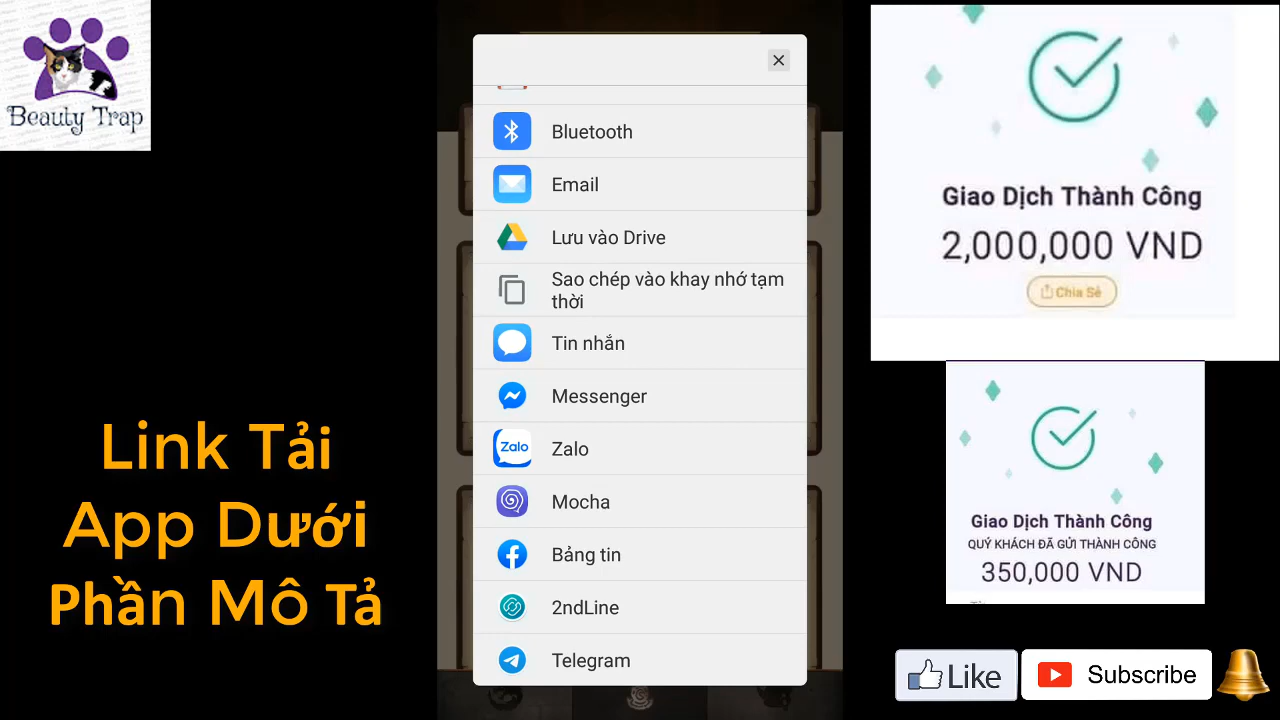 Beauty Trap
Link Tải
App Dưới
Phần Mô Tả
Bluetooth
Email
Lưu vào Drive
Sao chép vào khay nhớ tạm
thời
Tin nhắn
Messenger
Zalo
Zalo
Mocha
Bảng tin
2ndLine
Telegram
Giao Dịch Thành Công
2,000,000 VND
Chia Sẻ
Giao Dịch Thành Công
QUÝ KHÁCH ĐÃ GỬI THÀNH CÔNG
350,000 VND
Like
Subscribe